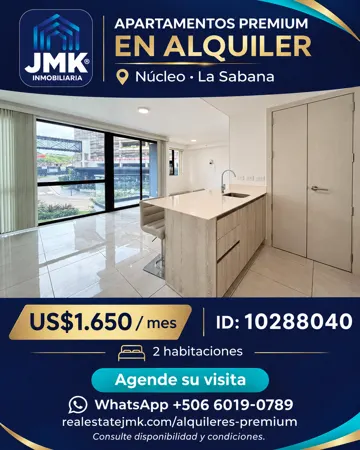 JMK®
INMOBILIARIA
APARTAMENTOS PREMIUM
EN ALQUILER
Núcleo • La Sabana
US$1.650 / mes
ID: 10288040
2 habitaciones
Agende su visita
WhatsApp +506 6019-0789
realestatejmk.com/alquileres-premium
Consulte disponibilidad y condiciones.